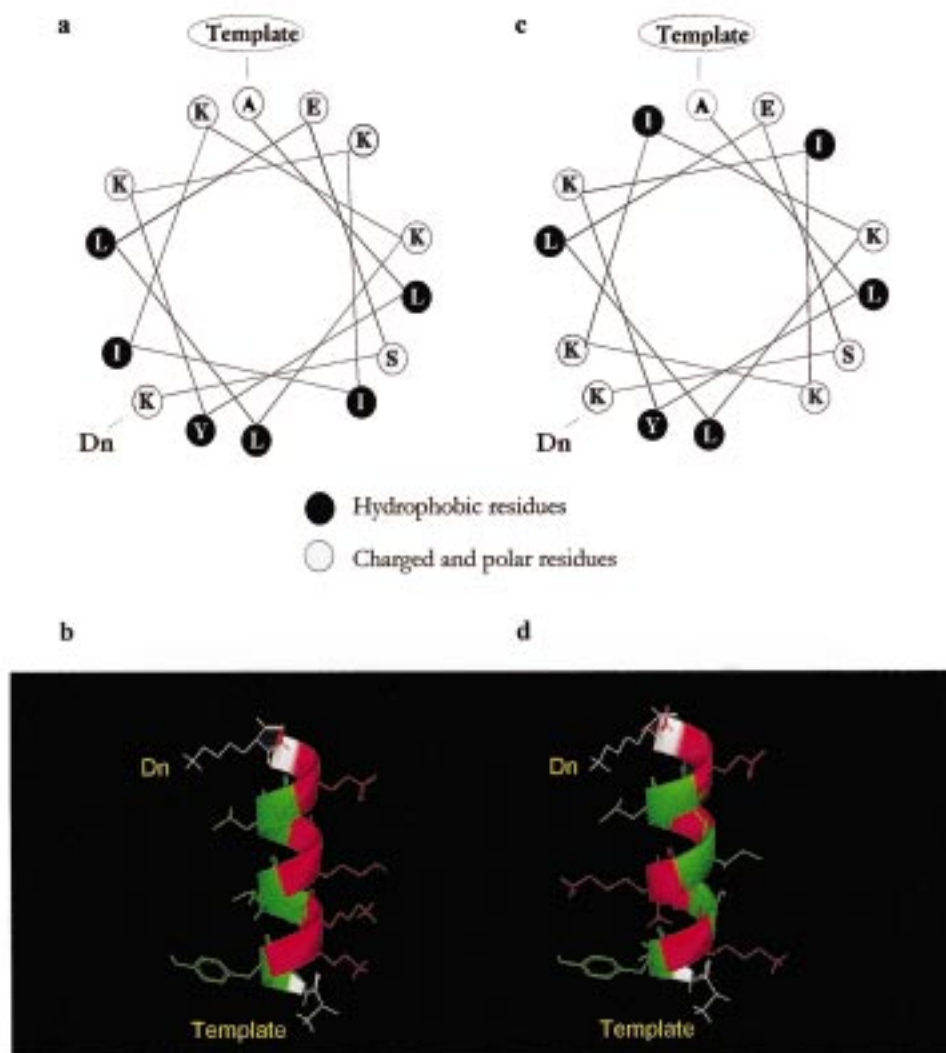 a
c
Template
Template
K A E
I A E
K
I
K
K
L
L
K
K
L
L
I
K
S
S
K
I
K
K
Y
L
Y
L
Dn
Dn
Hydrophobic residues
Charged and polar residues
b
d
Dn
Dn
Template
Template